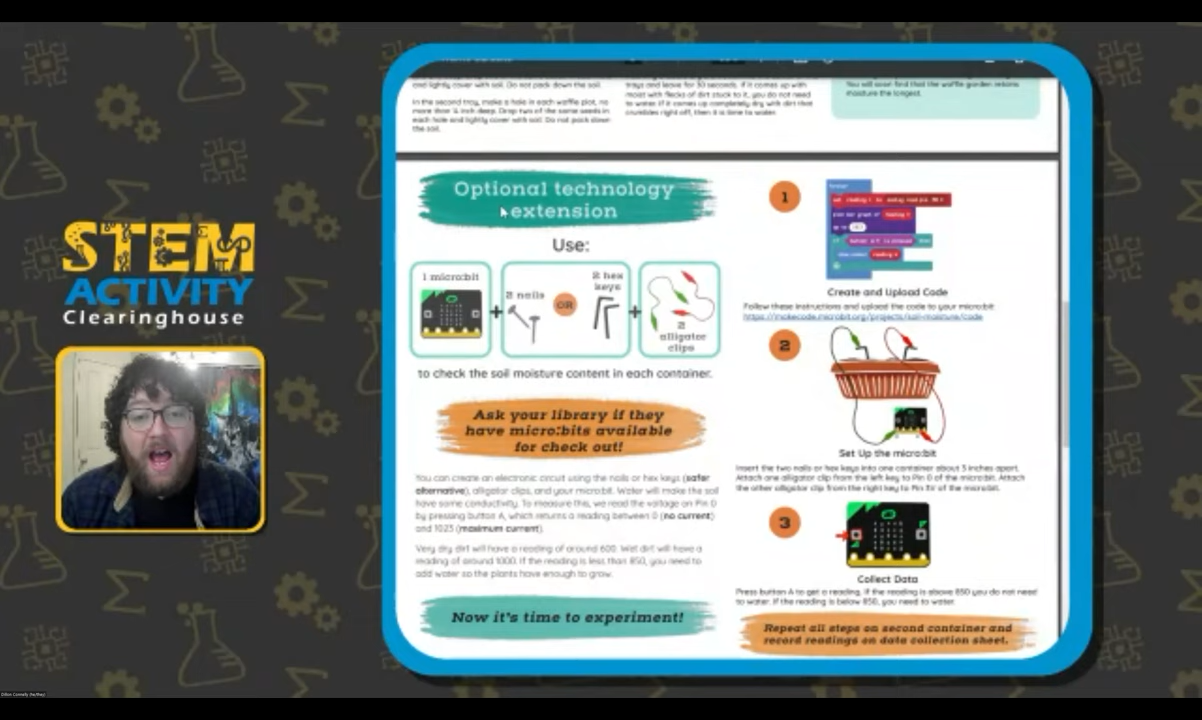 STEM
ACTIVITY
Clearinghouse
and lightly cover with soil. Do not pack down the soil.
In the second tray, make a hole in each waffle plot, no
more than ¼ inch deep. Drop two of the same seeds in
each hole and lightly cover with soil. Do not pack down
the soil.
trays and leave for 30 seconds. If it comes up with
moist with flecks of dirt stuck to it, you do not need
to water. If it comes up completely dry with dirt that
crumbles right off, then it is time to water.
You will soon find that the waffle garden retains
moisture the longest.
Optional technology
extension
Use:
1 micro:bit
2 nails
OR
2 hex
keys
2
alligator
clips
to check the soil moisture content in each container.
Ask your library if they
have micro:bits available
for check out!
You can create an electronic circuit using the nails or hex keys (safer
alternative), alligator clips, and your micro:bit. Water will make the soil
have some conductivity. To measure this, we read the voltage on Pin 0
by pressing button A, which returns a reading between 0 (no current)
and 1023 (maximum current).
Very dry dirt will have a reading of around 600. Wet dirt will have a
reading of around 1000. If the reading is less than 850, you need to
add water so the plants have enough to grow.
Now it's time to experiment!
1
Create and Upload Code
Follow these instructions and upload the code to your micro:bit:
https://makecode.microbit.org/projects/soil-moisture/code
2
Set Up the micro:bit
Insert the two nails or hex keys into one container about 3 inches apart.
Attach one alligator clip from the left key to Pin 0 of the micro:bit. Attach
the other alligator clip from the right key to Pin 3V of the micro:bit.
3
Collect Data
Press button A to get a reading. If the reading is above 850 you do not need
to water. If the reading is below 850, you need to water.
Repeat all steps on second container and
record readings on data collection sheet.